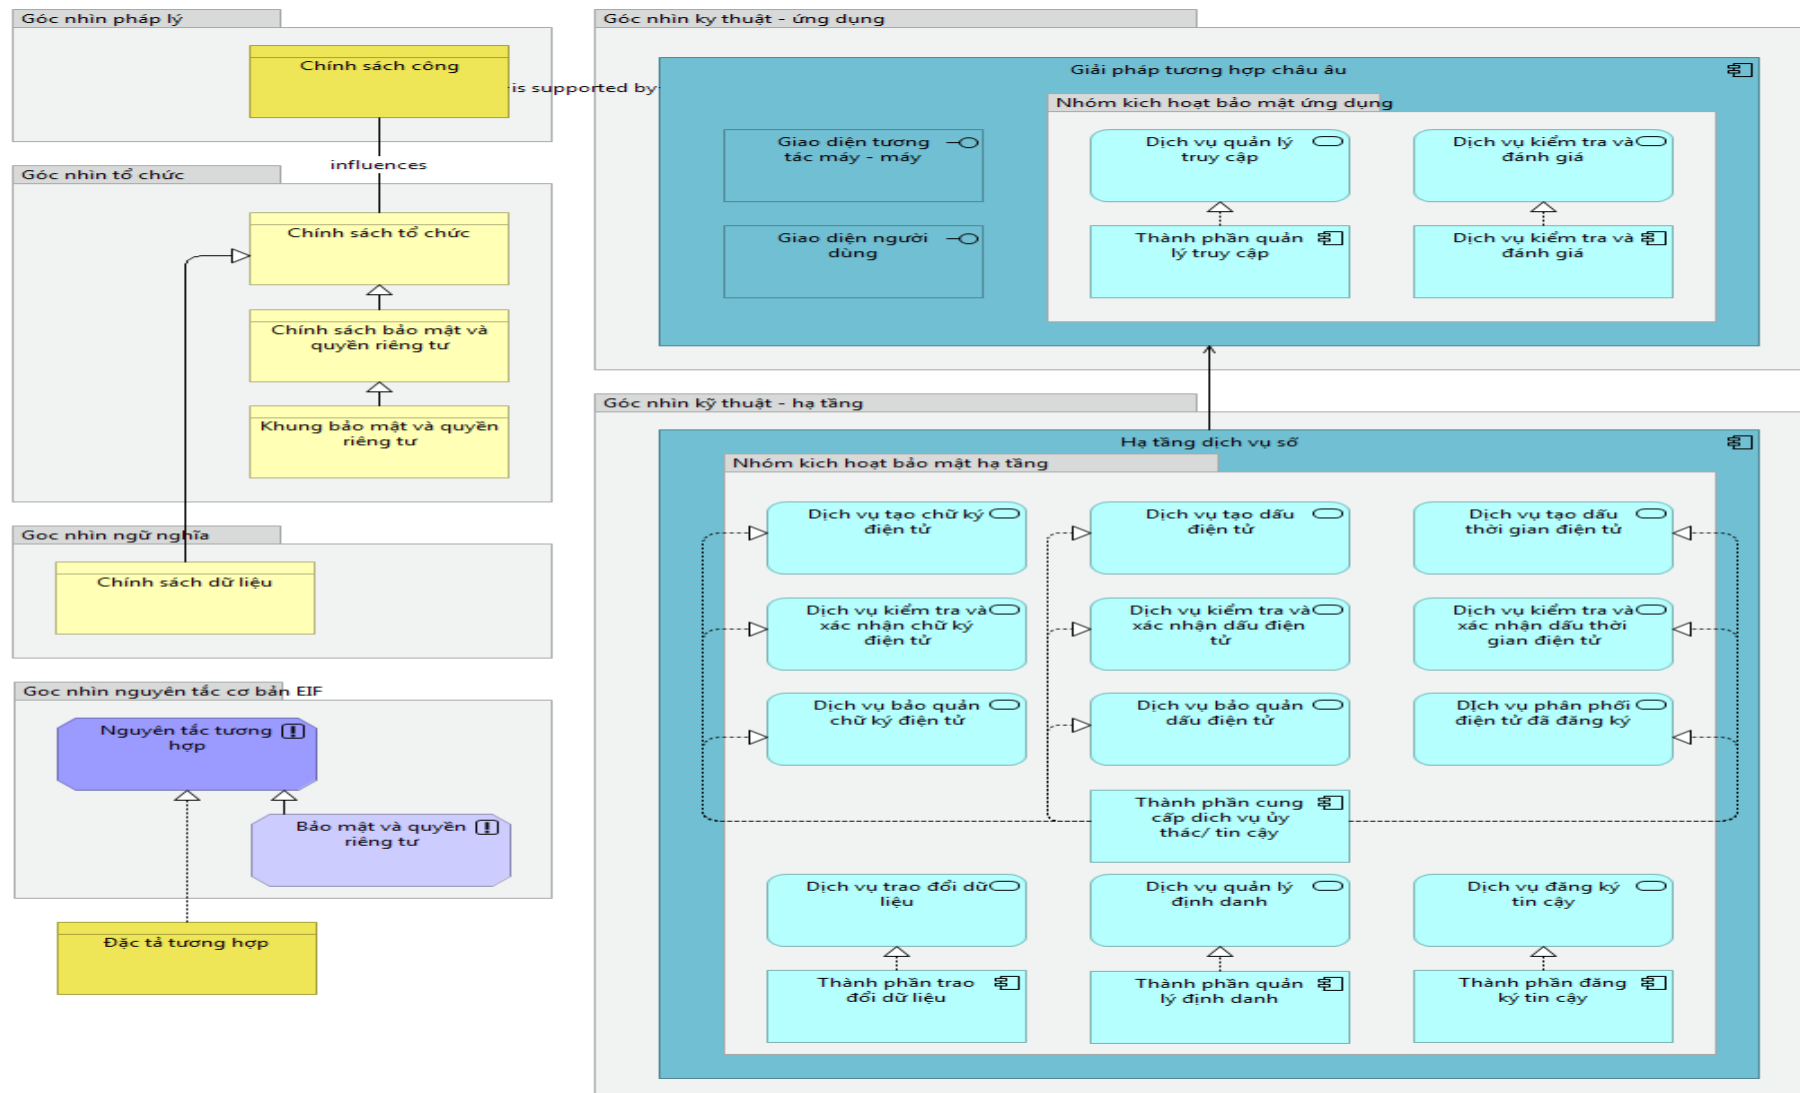 Góc nhìn pháp lý
Chính sách công
is supported by
influences
Góc nhìn tổ chức
Chính sách tổ chức
Chính sách bảo mật và
quyền riêng tư
Khung bảo mật và quyền
riêng tư
Goc nhìn ngữ nghĩa
Chính sách dữ liệu
Goc nhìn nguyên tắc cơ bản EIF
Nguyên tắc tương
hợp
Bảo mật và quyền
riêng tư
Đặc tả tương hợp
Góc nhìn ky thuật - ứng dụng
Giải pháp tương hợp châu âu
Nhóm kich hoạt bảo mật ứng dụng
Giao diện tương
tác máy - máy
Dịch vụ quản lý
truy cập
Dịch vụ kiểm tra và
đánh giá
Giao diện người
dùng
Thành phần quản
lý truy cập
Dịch vụ kiểm tra và
đánh giá
Góc nhìn kỹ thuật - hạ tầng
Hạ tầng dịch vụ số
Nhóm kich hoạt bảo mật hạ tầng
Dịch vụ tạo chữ ký
điện tử
Dịch vụ tạo dấu
điện tử
Dịch vụ tạo dấu
thời gian điện tử
Dịch vụ kiểm tra và
xác nhận chữ ký
điện tử
Dịch vụ kiểm tra và
xác nhận dấu điện
tử
Dịch vụ kiểm tra và
xác nhận dấu thời
gian điện tử
Dịch vụ bảo quản
chữ ký điện tử
Dịch vụ bảo quản
dấu điện tử
DỊch vụ phân phối
điện tử đã đăng ký
Thành phần cung
cấp dich vụ ủy
thác/ tin cậy
Dịch vụ trao đổi dữ
liệu
Dịch vụ quản lý
định danh
Dịch vụ đăng ký
tin cậy
Thành phần trao
đổi dữ liệu
Thành phần quản
lý định danh
Thành phần đăng
ký tin cậy